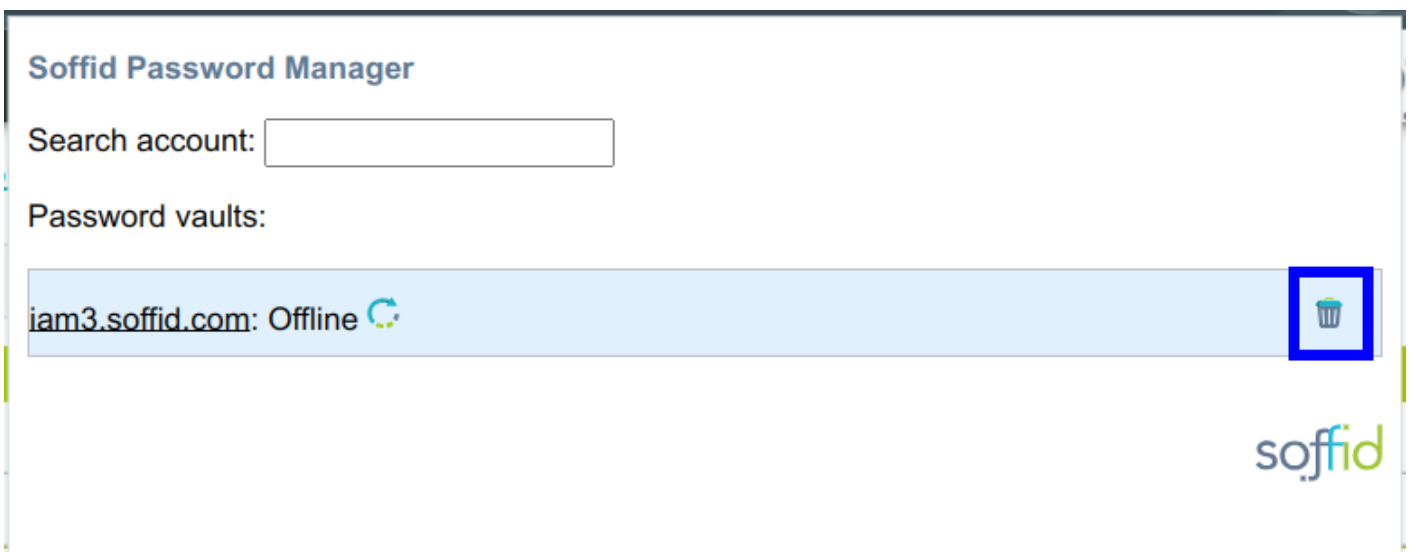 Soffid Password Manager
Search account:
Password vaults:
iam3.soffid.com: Offline
soffid